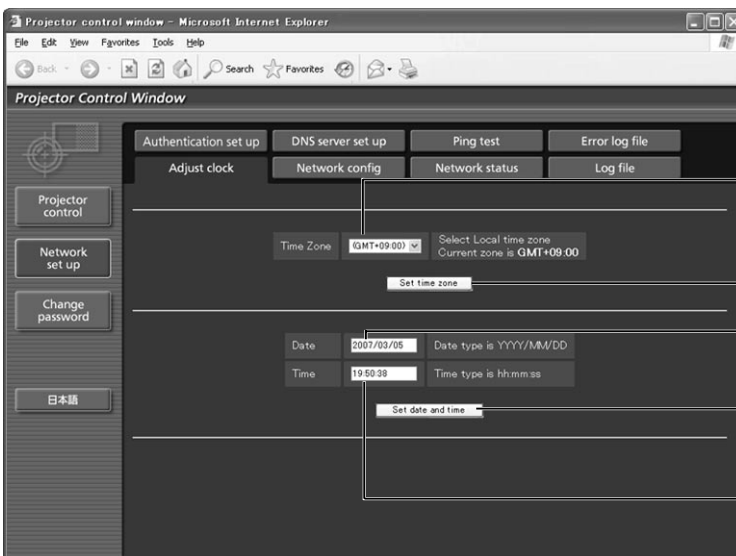 Projector control window - Microsoft Internet Explorer
File Edit View Favorites Tools Help
Back Search Favorites
Projector Control Window
Authentication set up DNS server set up Ping test Error log file
Adjust clock Network config Network status Log file
Projector
control
Network
set up
Change
password
日本語
Time Zone (GMT+09:00) Select Local time zone
Current zone is GMT+09:00
Set time zone
Date 2007/03/05 Date type is YYYY/MM/DD
Time 19:50:38 Time type is hh:mm:ss
Set date and time